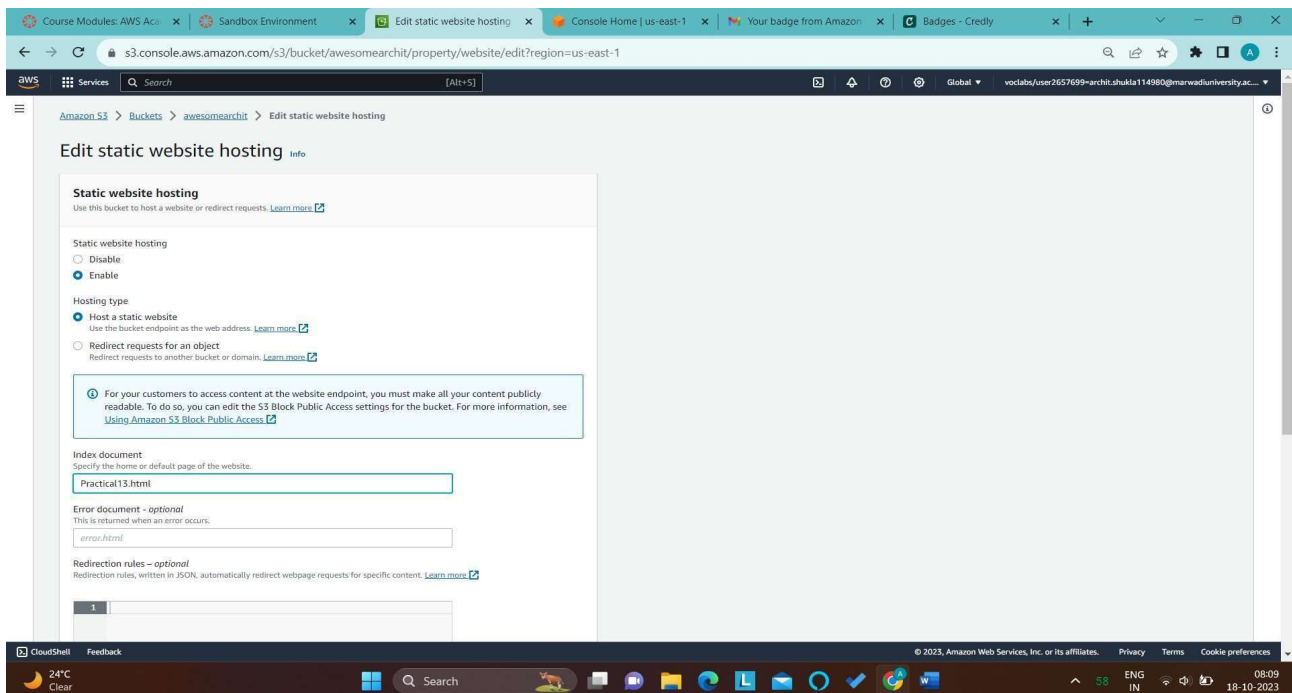 Course Modules: AWS Aca
Sandbox Environment
Edit static website hosting
Console Home | us-east-1
Your badge from Amazon
Badges - Credly
s3.console.aws.amazon.com/s3/bucket/awesomearchit/property/website/edit?region=us-east-1
A
aws
Services
Search
[Alt+S]
Global
voclabs/user2657699=archit.shukla114980@marwadiuniversity.ac....
Amazon S3 > Buckets > awesomearchit > Edit static website hosting
Edit static website hosting Info
Static website hosting
Use this bucket to host a website or redirect requests. Learn more
Static website hosting
Disable
Enable
Hosting type
Host a static website
Use the bucket endpoint as the web address. Learn more
Redirect requests for an object
Redirect requests to another bucket or domain. Learn more
For your customers to access content at the website endpoint, you must make all your content publicly
readable. To do so, you can edit the S3 Block Public Access settings for the bucket. For more information, see
Using Amazon S3 Block Public Access
Index document
Specify the home or default page of the website.
Practical13.html
Error document - optional
This is returned when an error occurs.
error.html
Redirection rules – optional
Redirection rules, written in JSON, automatically redirect webpage requests for specific content. Learn more
1
CloudShell
Feedback
© 2023, Amazon Web Services, Inc. or its affiliates.
Privacy
Terms
Cookie preferences
24°C
Clear
Search
L
W
58
ENG
IN
08:09
18-10-2023